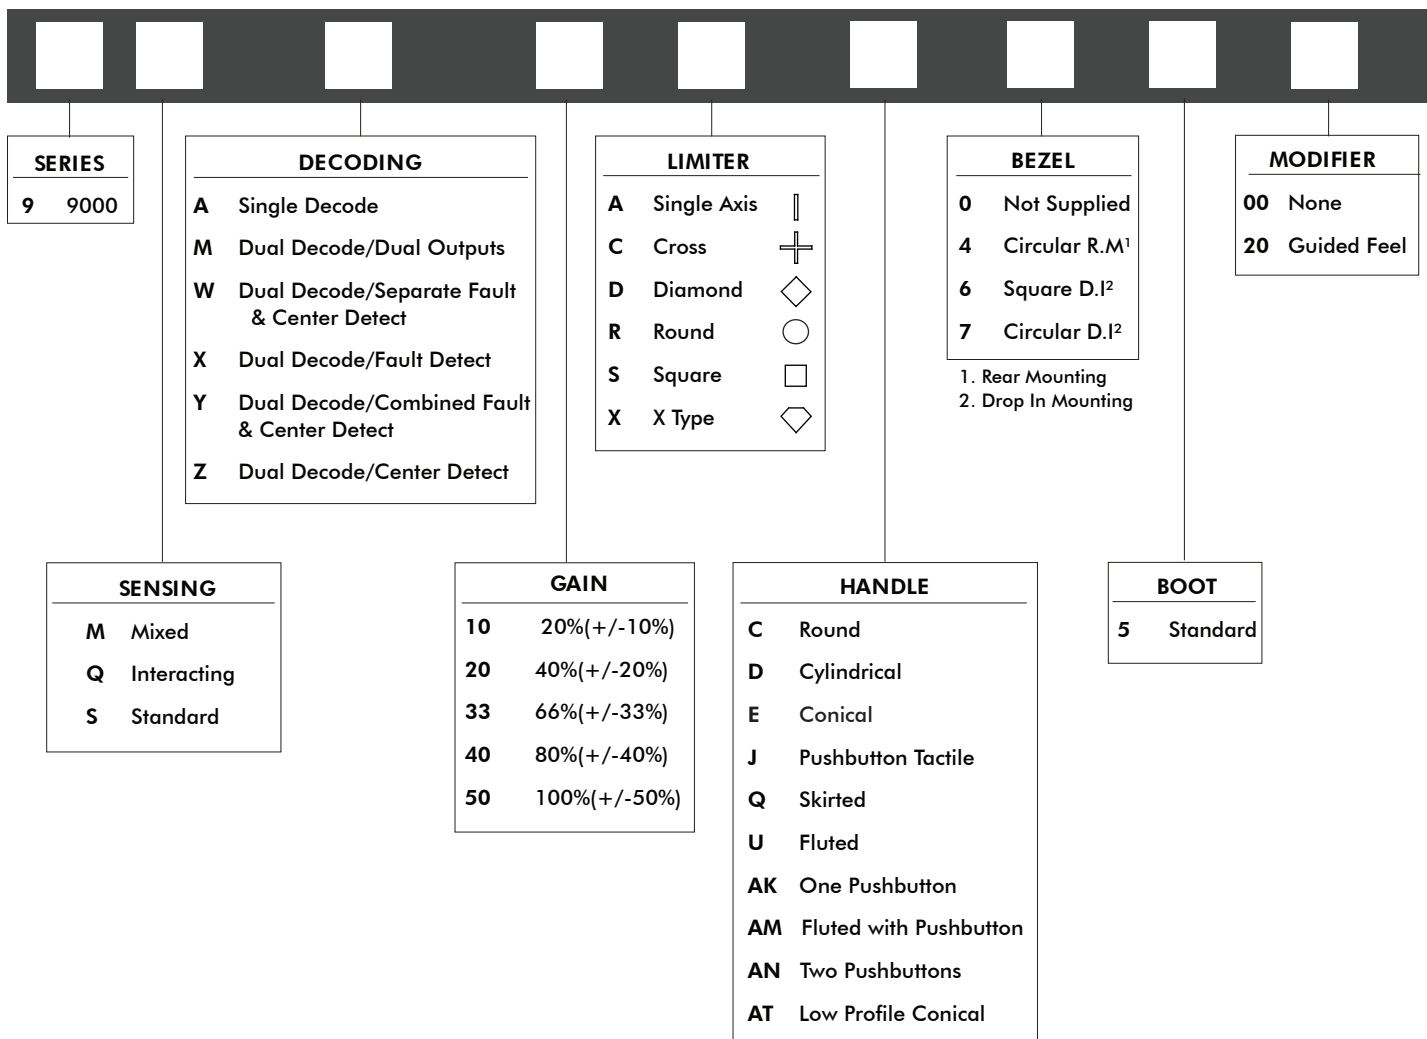 SERIES
9 9000
DECODING
A Single Decode
M Dual Decode/Dual Outputs
W Dual Decode/Separate Fault
& Center Detect
X Dual Decode/Fault Detect
Y Dual Decode/Combined Fault
& Center Detect
Z Dual Decode/Center Detect
LIMITER
A Single Axis
C Cross
D Diamond
R Round
S Square
X X Type
BEZEL
0 Not Supplied
4 Circular R.M¹
6 Square D.I²
7 Circular D.I²
1. Rear Mounting
2. Drop In Mounting
MODIFIER
00 None
20 Guided Feel
SENSING
M Mixed
Q Interacting
S Standard
GAIN
10 20%(+/-10%)
20 40%(+/-20%)
33 66%(+/-33%)
40 80%(+/-40%)
50 100%(+/-50%)
HANDLE
C Round
D Cylindrical
E Conical
J Pushbutton Tactile
Q Skirted
U Fluted
AK One Pushbutton
AM Fluted with Pushbutton
AN Two Pushbuttons
AT Low Profile Conical
BOOT
5 Standard